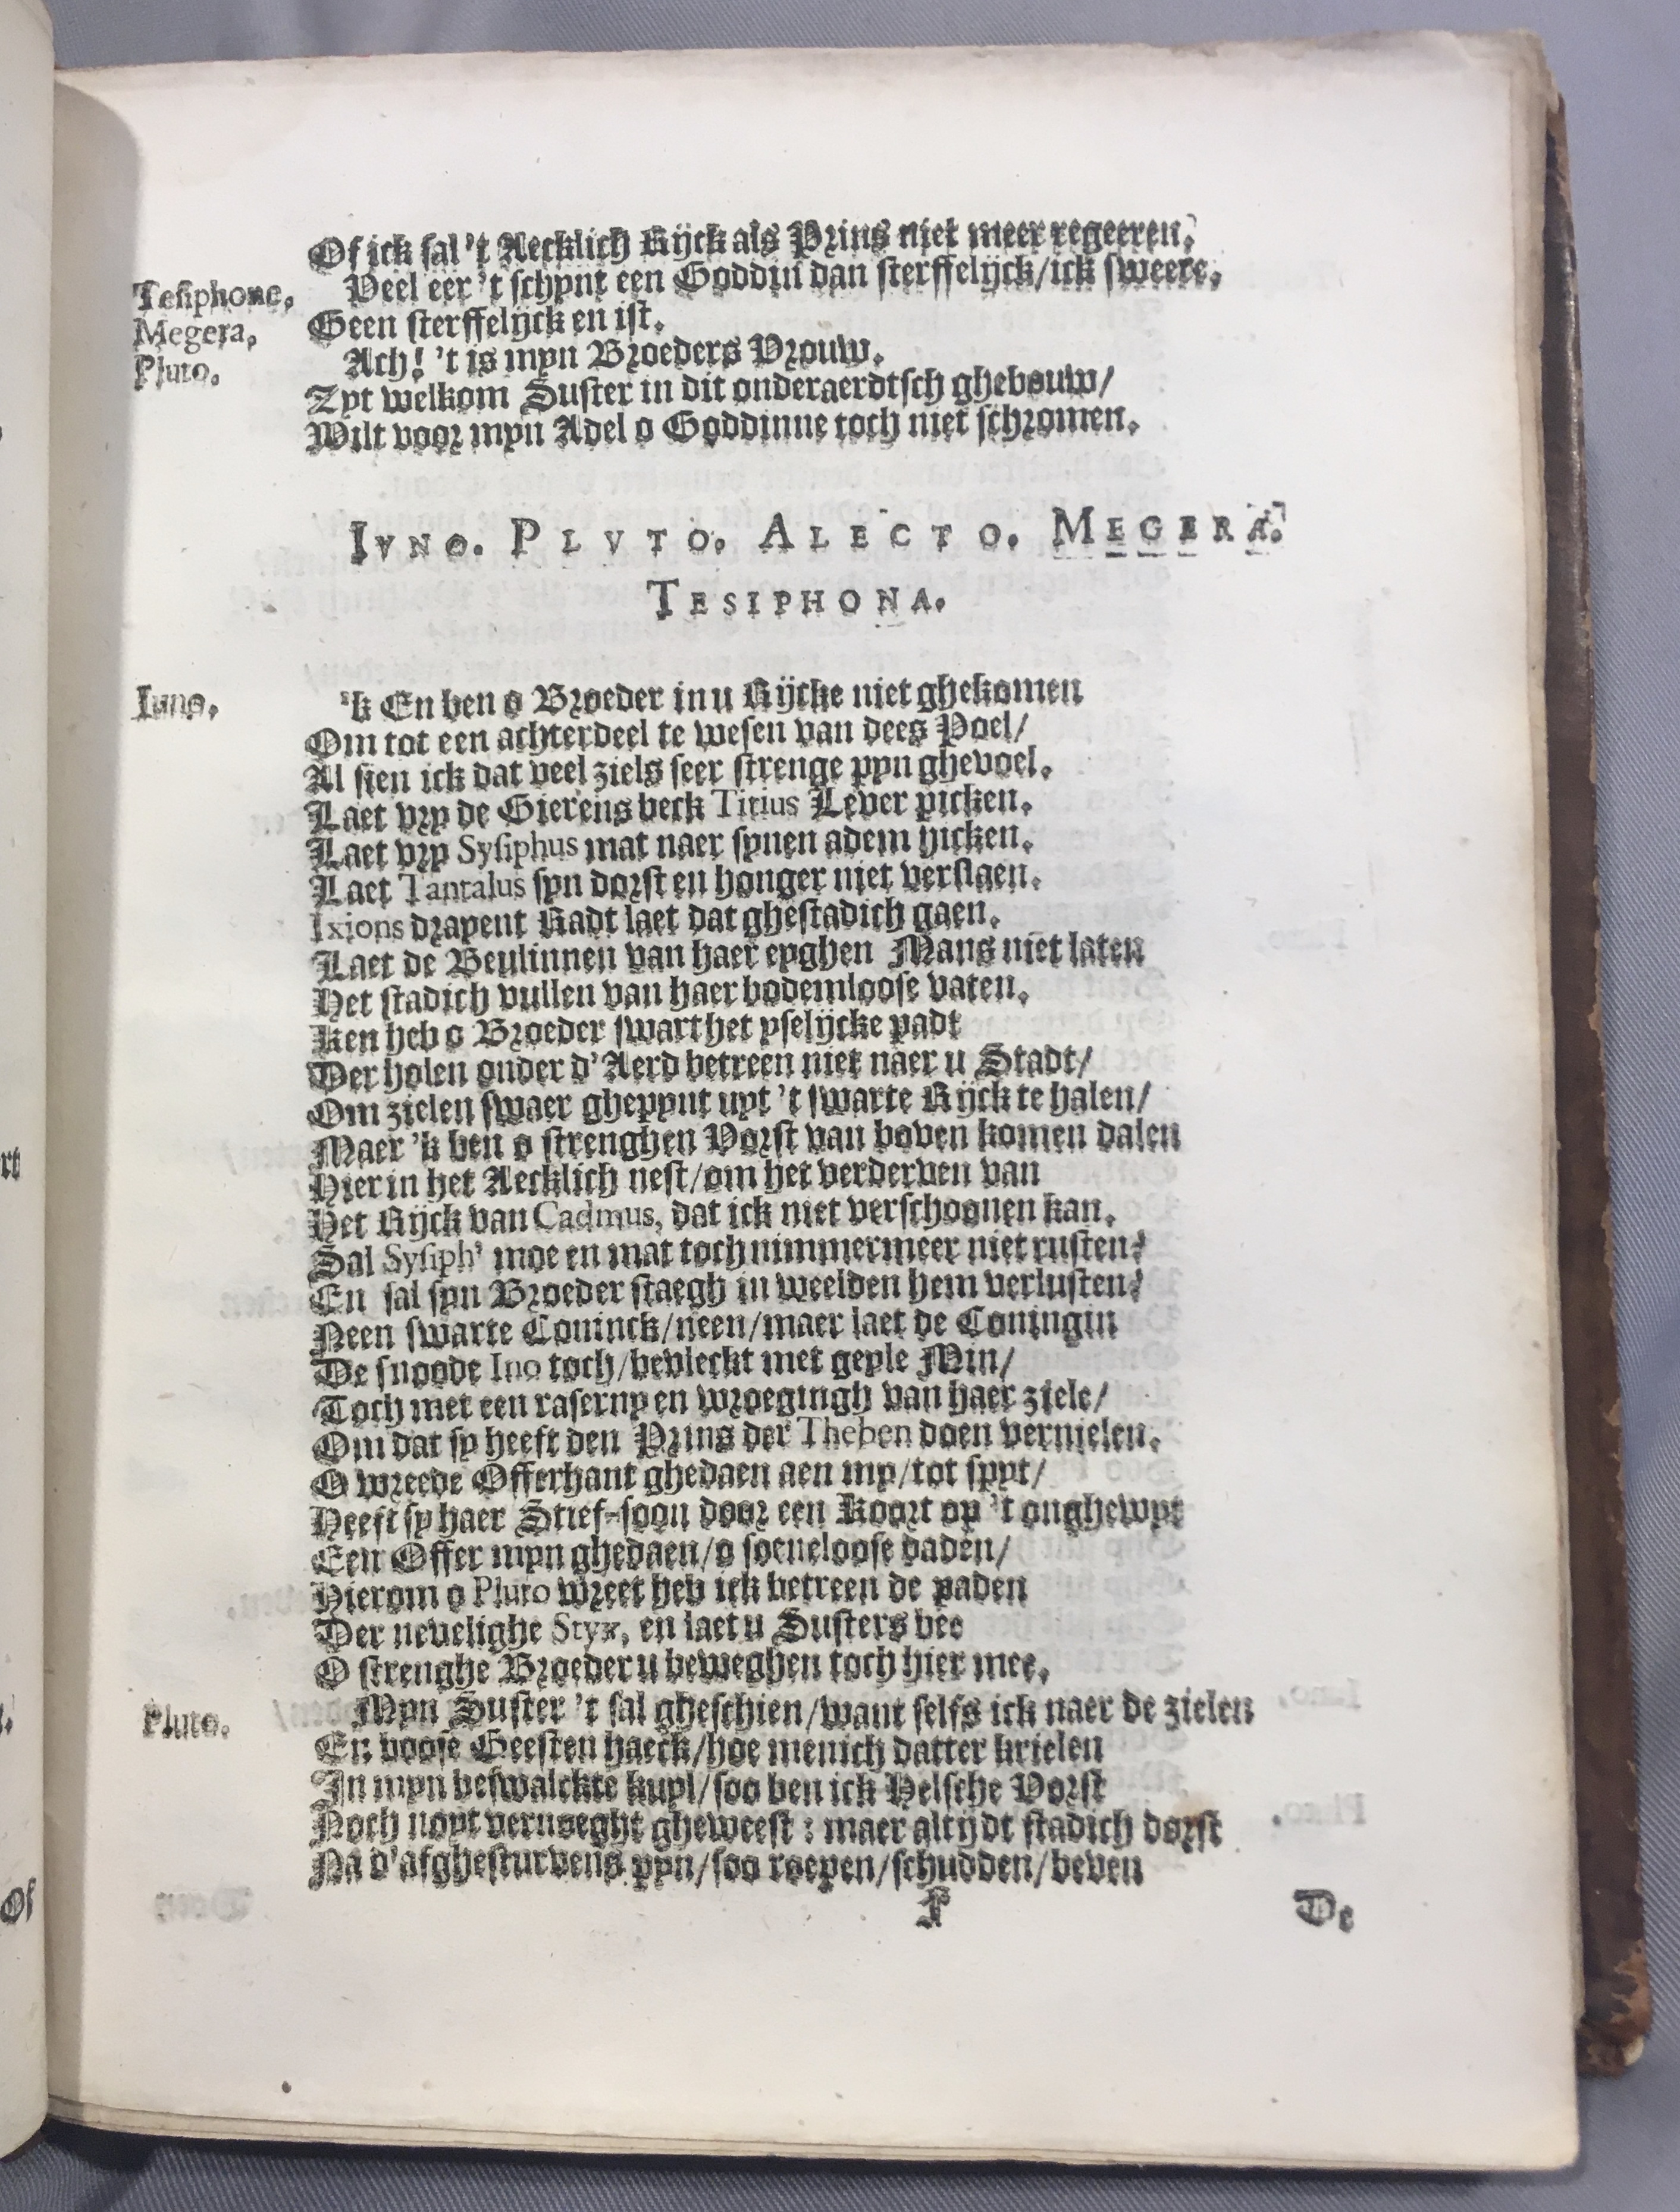 Of ick sal 't Aecklich Rijck als Prins niet meer regeeren.
Tesiphone. Veel eer 't schynt een Goddin dan sterffelijck/ick sweere,
Megera. Geen sterffelijck en ist.
Pluto. Ach! 't is myn Broeders Vrouw.
Zyt welkom Suster in dit onderaerdtsch ghebouw/
Wilt voor myn Adel o Goddinne toch niet schromen.
IVNO. PLVTO. ALECTO. MEGERA.
TESIPHONA.
Iuno. 'k En ben o Broeder in u Rijcke niet ghekomen
Om tot een achterdeel te wesen van dees Poel/
Al sien ick dat veel ziels seer strenge pyn ghevoel.
Laet vry de Gierens beck Titius Lever picken.
Laet vry Sysiphus mat naer synen adem hicken.
Laet Tantalus syn dorst en honger niet verslaen.
Ixions drayent Radt laet dat ghestadich gaen.
Laet de Beulinnen van haer eyghen Mans niet laten
Het stadich vullen van haer bodemloose vaten.
Ken heb o Broeder swart het yselijcke padt
Der holen onder d'Aerd betreen niet naer u Stadt/
Om zielen swaer ghepynt uyt 't swarte Rijck te halen/
Maer 'k ben o strenghen Vorst van boven komen dalen
Hier in het Aecklich nest/om het verderven van
Het Rijck van Cadmus, dat ick niet verschoonen kan.
Sal Sysiph' moe en mat toch nimmermeer niet rusten?
En sal syn Broeder staegh in weelden hem verlusten?
Neen swarte Coninck/neen/maer laet de Coningin
De snoode Ino toch/bevleckt met geyle Min/
Toch met een raserny en wroegingh van haer ziele/
Om dat sy heeft den Prins der Theben doen vernielen.
O wreede Offerhant ghedaen aen my/tot spyt/
Heeft sy haer Stief-soon door een Koort op 't onghewyt
Een Offer myn ghedaen/o soeneloose daden/
Hierom o Pluto wreet heb ick betreen de paden
Der nevelighe Styx, en laet u Susters bee
O strenghe Broeder u beweghen toch hier mee.
Pluto. Myn Suster 't sal gheschien/want selfs ick naer de zielen
En boose Geesten haeck/hoe menich datter krielen
In myn beswalckte kuyl/soo ben ick Helsche Vorst
Noch noyt vernoeght gheweest: maer altijdt stadich dorst
Na d'afghesturvens pyn/soo roepen/schudden/beven
P De